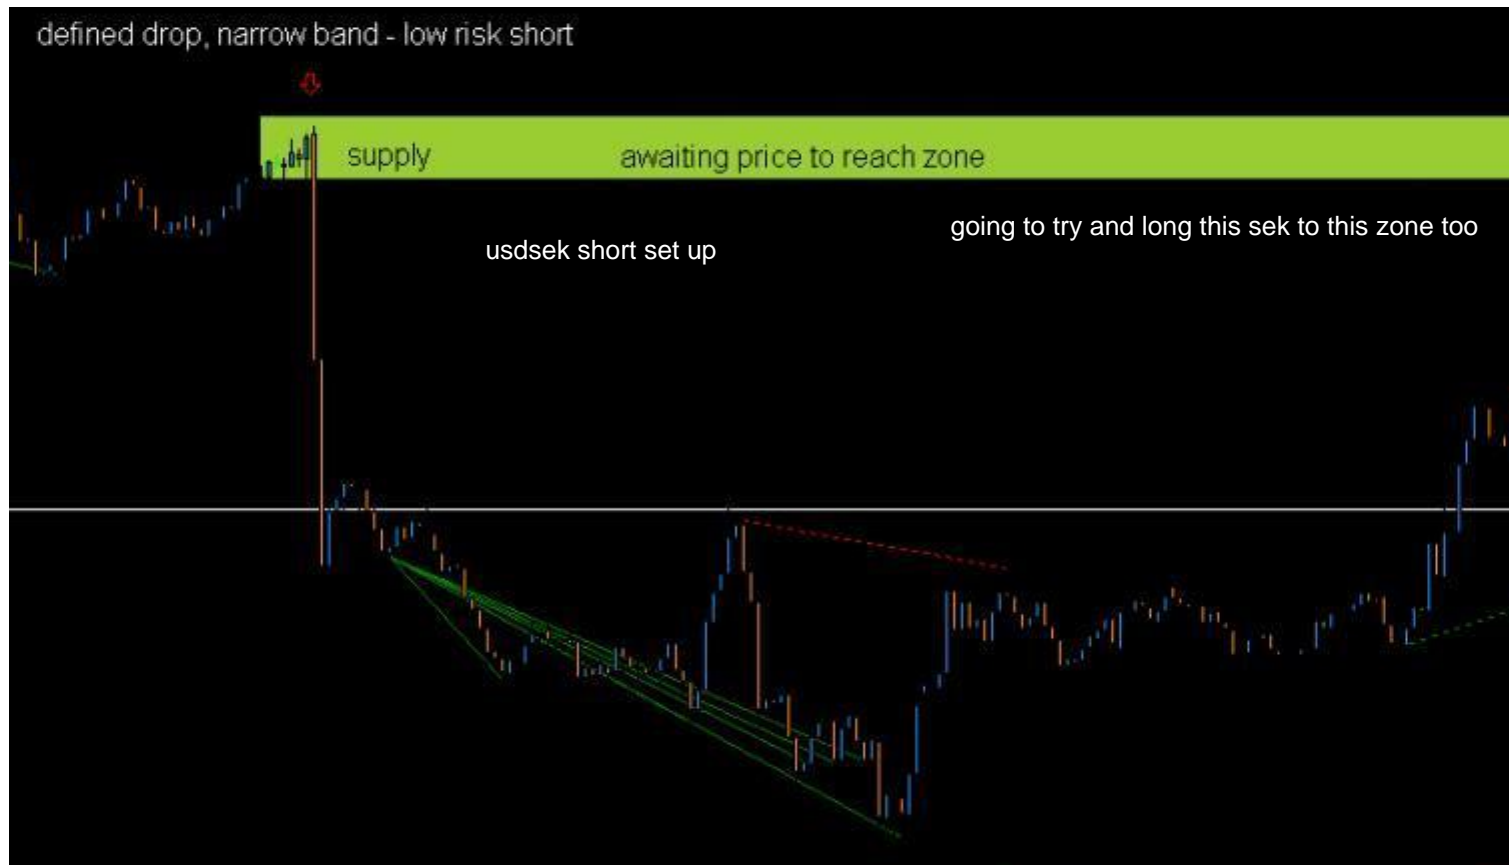 defined drop, narrow band - low risk short
supply
awaiting price to reach zone
going to try and long this sek to this zone too
usdsek short set up